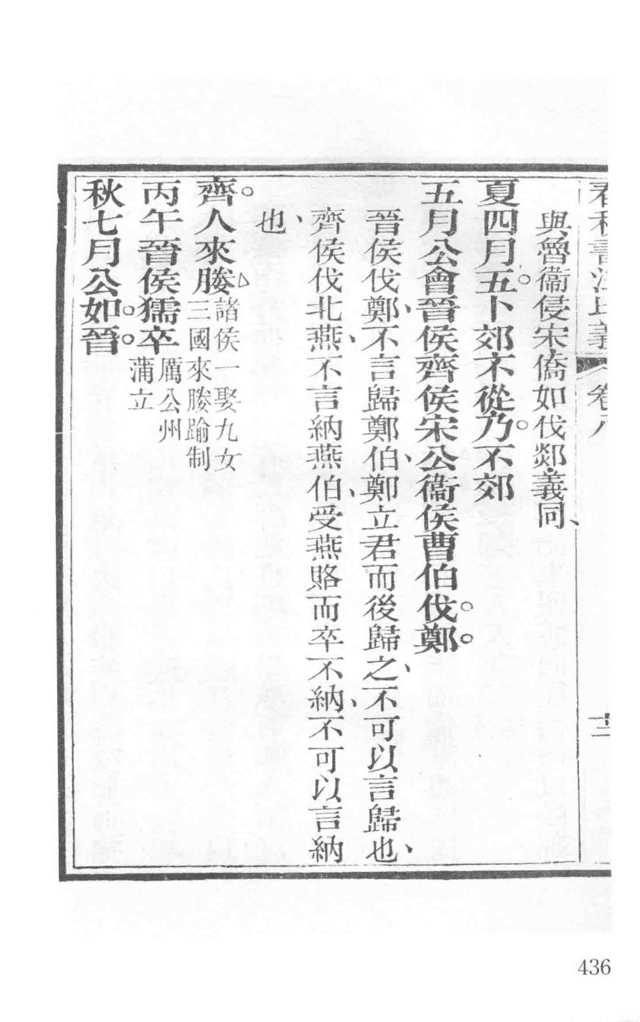 春秋書法比義 卷八
與魯衞侵宋、僑如伐郯、義同、
夏四月。五卜郊不從。乃不郊
五月公會晉侯齊侯宋公衞侯曹伯伐。鄭。
晉侯伐鄭、不言歸鄭伯、鄭立君而後歸之、不可以言歸也、
齊侯伐北燕、不言納燕伯、受燕賂而卒不納、不可以言納
也、
齊。人來媵△諸侯一娶九女
三國來媵踰制
丙午晉侯獳卒厲公州
蒲立
秋七月公如。晉。
436